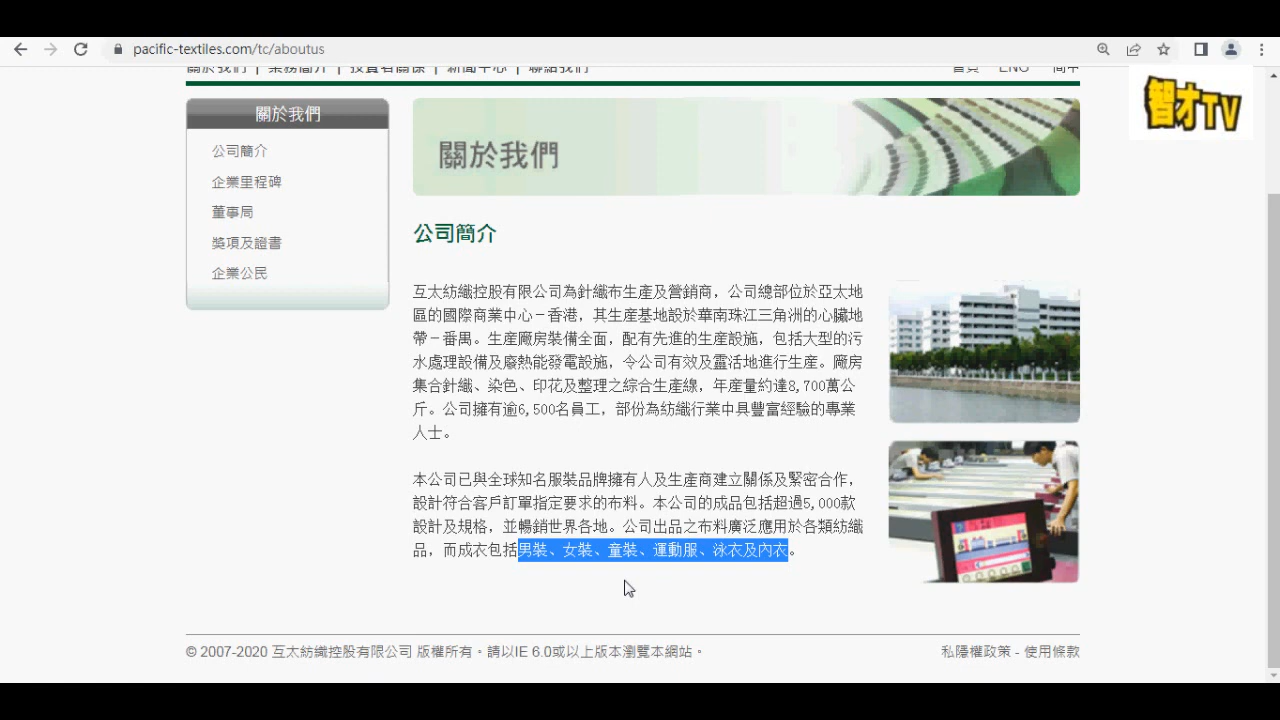 pacific-textiles.com/tc/aboutus
關於我們 | 業務簡介 | 投資者關係 | 新聞中心 | 聯絡我們
首頁 ENG 簡中
智才TV
關於我們
公司簡介
企業里程碑
董事局
獎項及證書
企業公民
關於我們
公司簡介
互太紡織控股有限公司為針織布生產及營銷商，公司總部位於亞太地
區的國際商業中心－香港，其生產基地設於華南珠江三角洲的心臟地
帶－番禺。生產廠房裝備全面，配有先進的生產設施，包括大型的污
水處理設備及廢熱能發電設施，令公司有效及靈活地進行生產。廠房
集合針織、染色、印花及整理之綜合生產線，年產量約達8,700萬公
斤。公司擁有逾6,500名員工，部份為紡織行業中具豐富經驗的專業
人士。
本公司已與全球知名服裝品牌擁有人及生產商建立關係及緊密合作，
設計符合客戶訂單指定要求的布料。本公司的成品包括超過5,000款
設計及規格，並暢銷世界各地。公司出品之布料廣泛應用於各類紡織
品，而成衣包括男裝、女裝、童裝、運動服、泳衣及內衣。
© 2007-2020 互太紡織控股有限公司 版權所有。請以IE 6.0或以上版本瀏覽本網站。
私隱權政策 - 使用條款